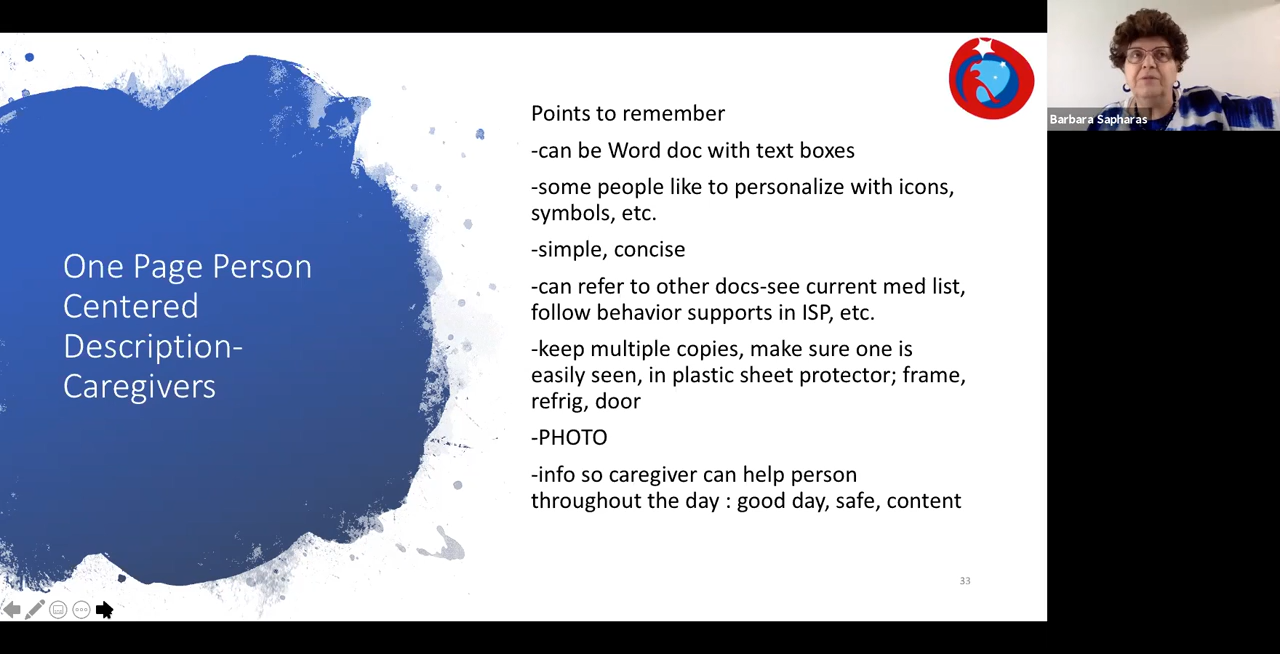 One Page Person
Centered
Description-
Caregivers
Points to remember
-can be Word doc with text boxes
-some people like to personalize with icons,
symbols, etc.
-simple, concise
-can refer to other docs-see current med list,
follow behavior supports in ISP, etc.
-keep multiple copies, make sure one is
easily seen, in plastic sheet protector; frame,
refrig, door
-PHOTO
-info so caregiver can help person
throughout the day : good day, safe, content
33
Barbara Sapharas